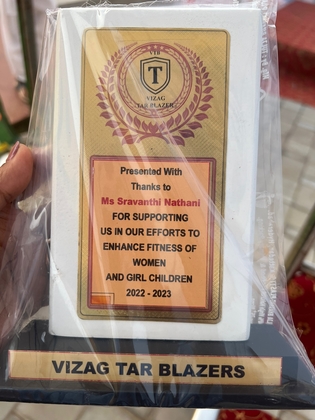 VTB
T
VIZAG
TAR BLAZERS
Presented With
Thanks to
Ms Sravanthi Nathani
FOR SUPPORTING
US IN OUR EFFORTS TO
ENHANCE FITNESS OF
WOMEN
AND GIRL CHILDREN
2022 - 2023
VIZAG TAR BLAZERS